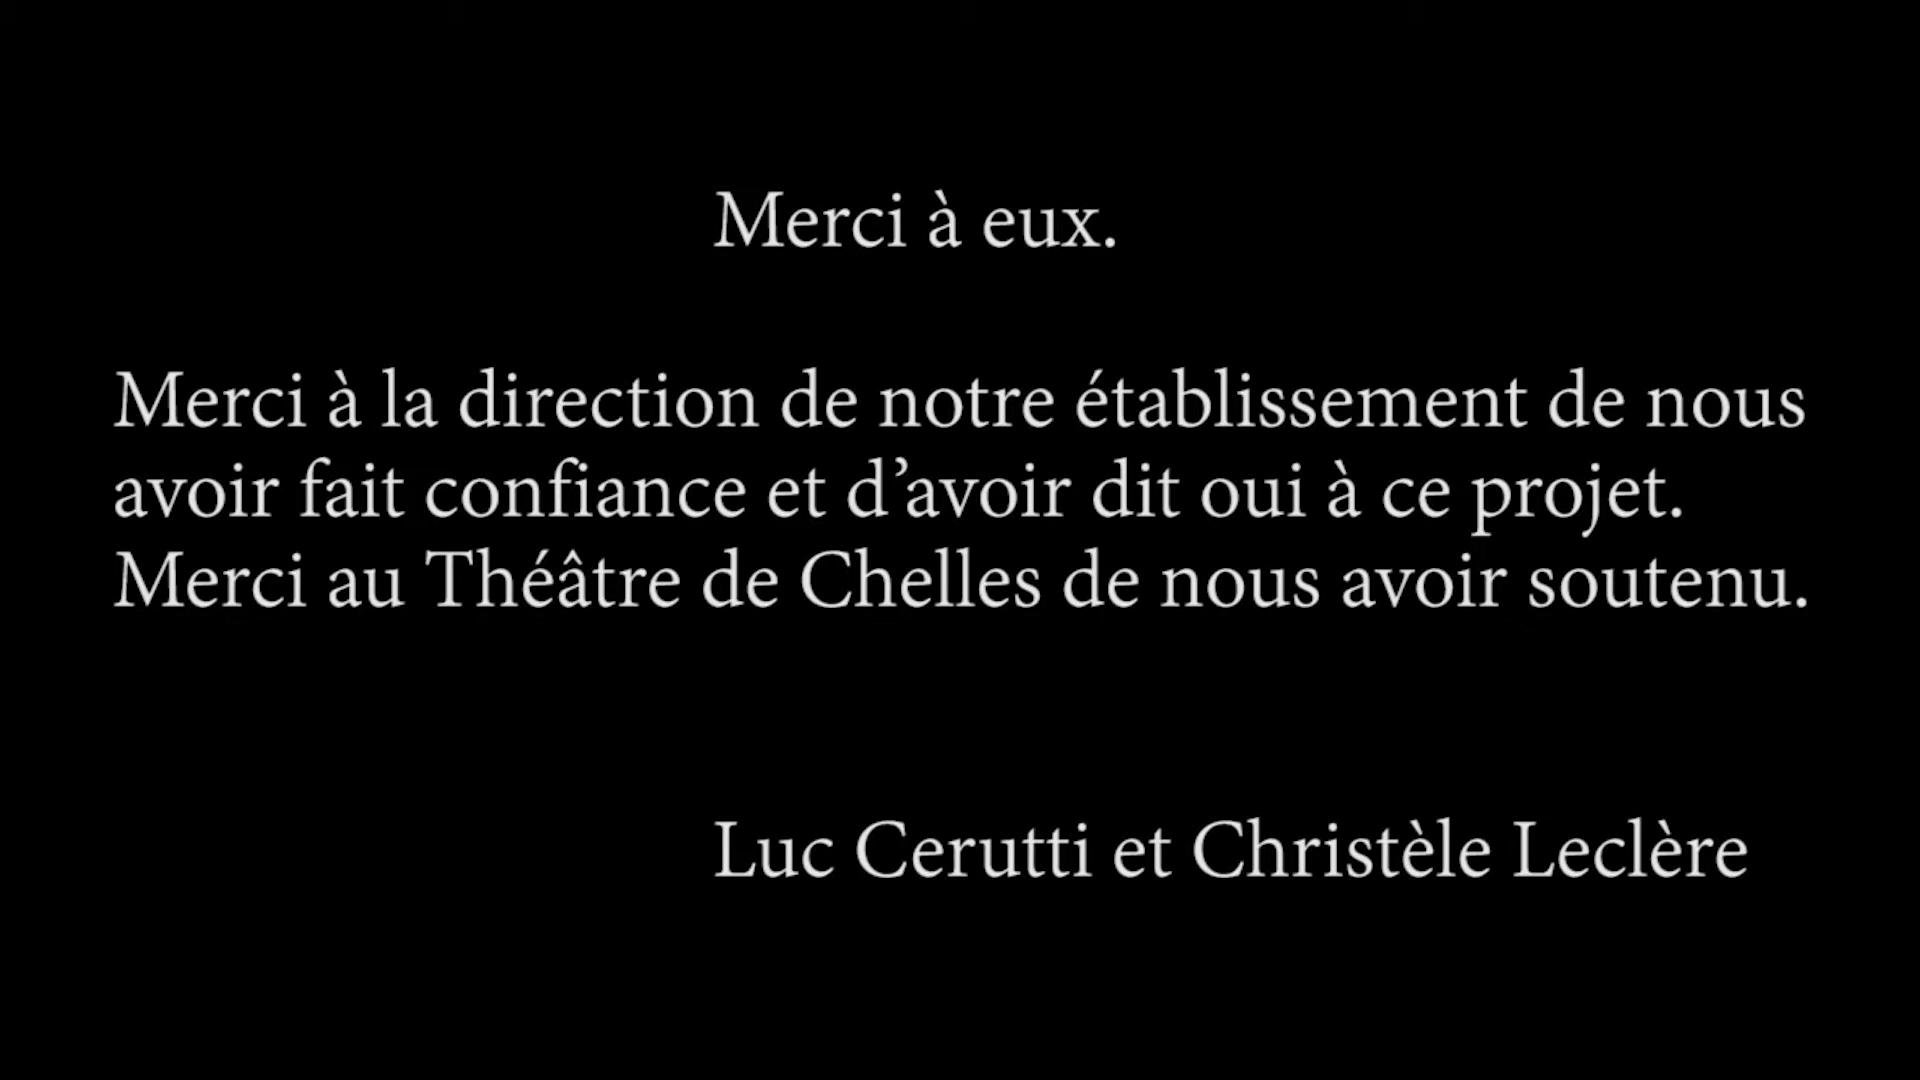 Merci à eux.
Merci à la direction de notre établissement de nous
avoir fait confiance et d’avoir dit oui à ce projet.
Merci au Théâtre de Chelles de nous avoir soutenu.
Luc Cerutti et Christèle Leclère